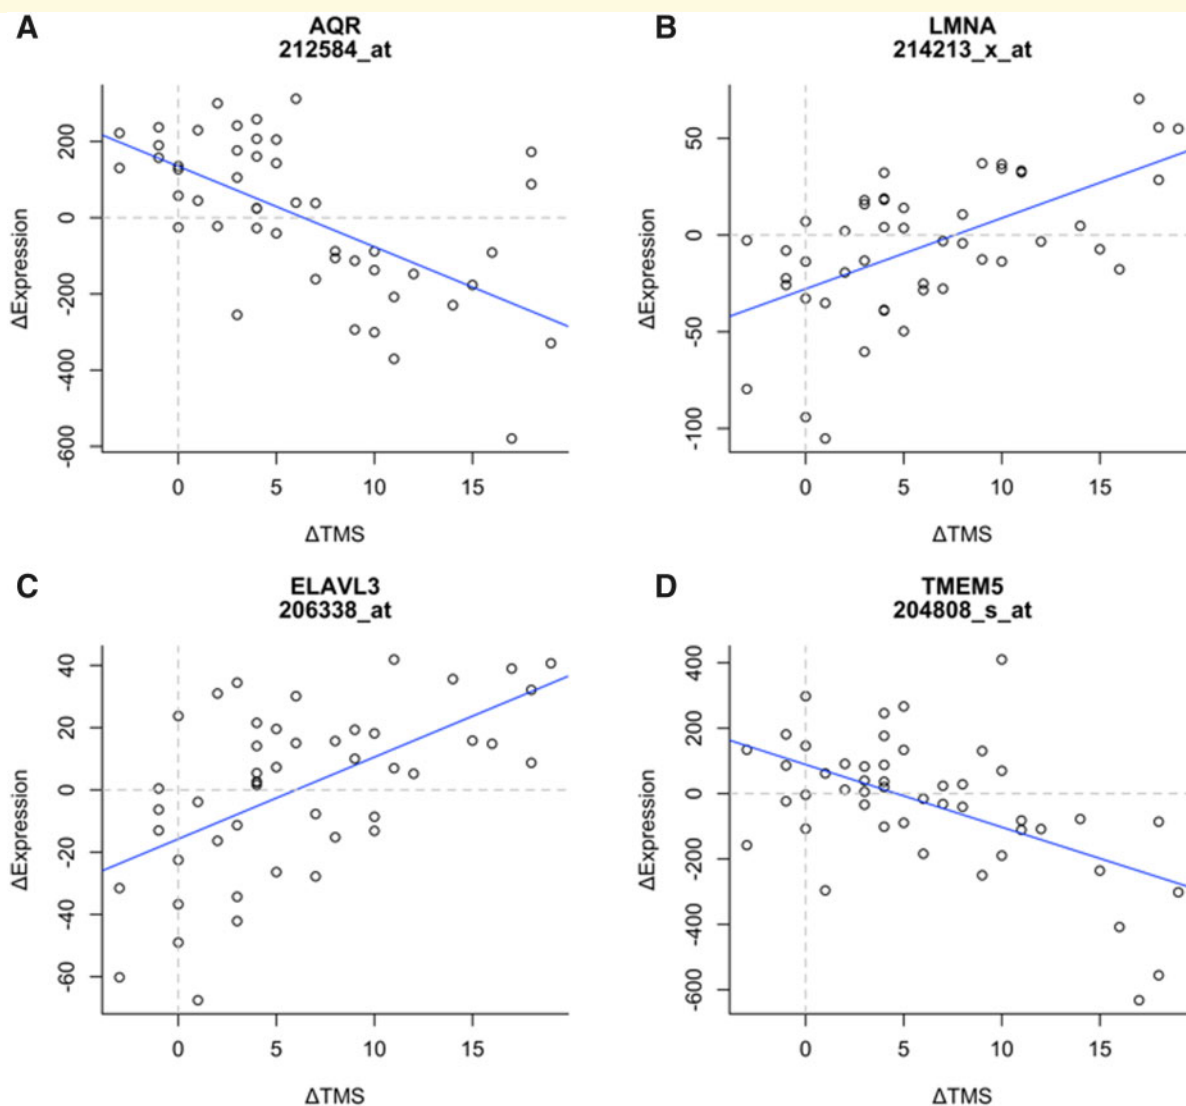 A
AQR
212584_at
200
0
-200
-400
-600
ΔExpression
0 5 10 15
ΔTMS
B
LMNA
214213_x_at
50
0
-50
-100
ΔExpression
0 5 10 15
ΔTMS
C
ELAVL3
206338_at
40
20
0
-20
-40
-60
ΔExpression
0 5 10 15
ΔTMS
D
TMEM5
204808_s_at
400
200
0
-200
-400
-600
ΔExpression
0 5 10 15
ΔTMS